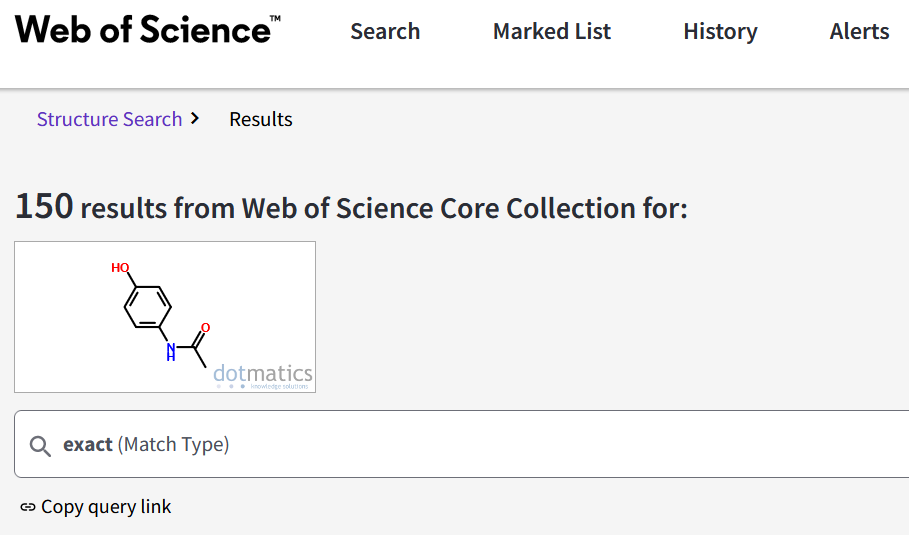 Web of Science™ Search Marked List History Alerts
Structure Search > Results
150 results from Web of Science Core Collection for:
HO
O
N
H
dotmatics
knowledge solutions
exact (Match Type)
Copy query link